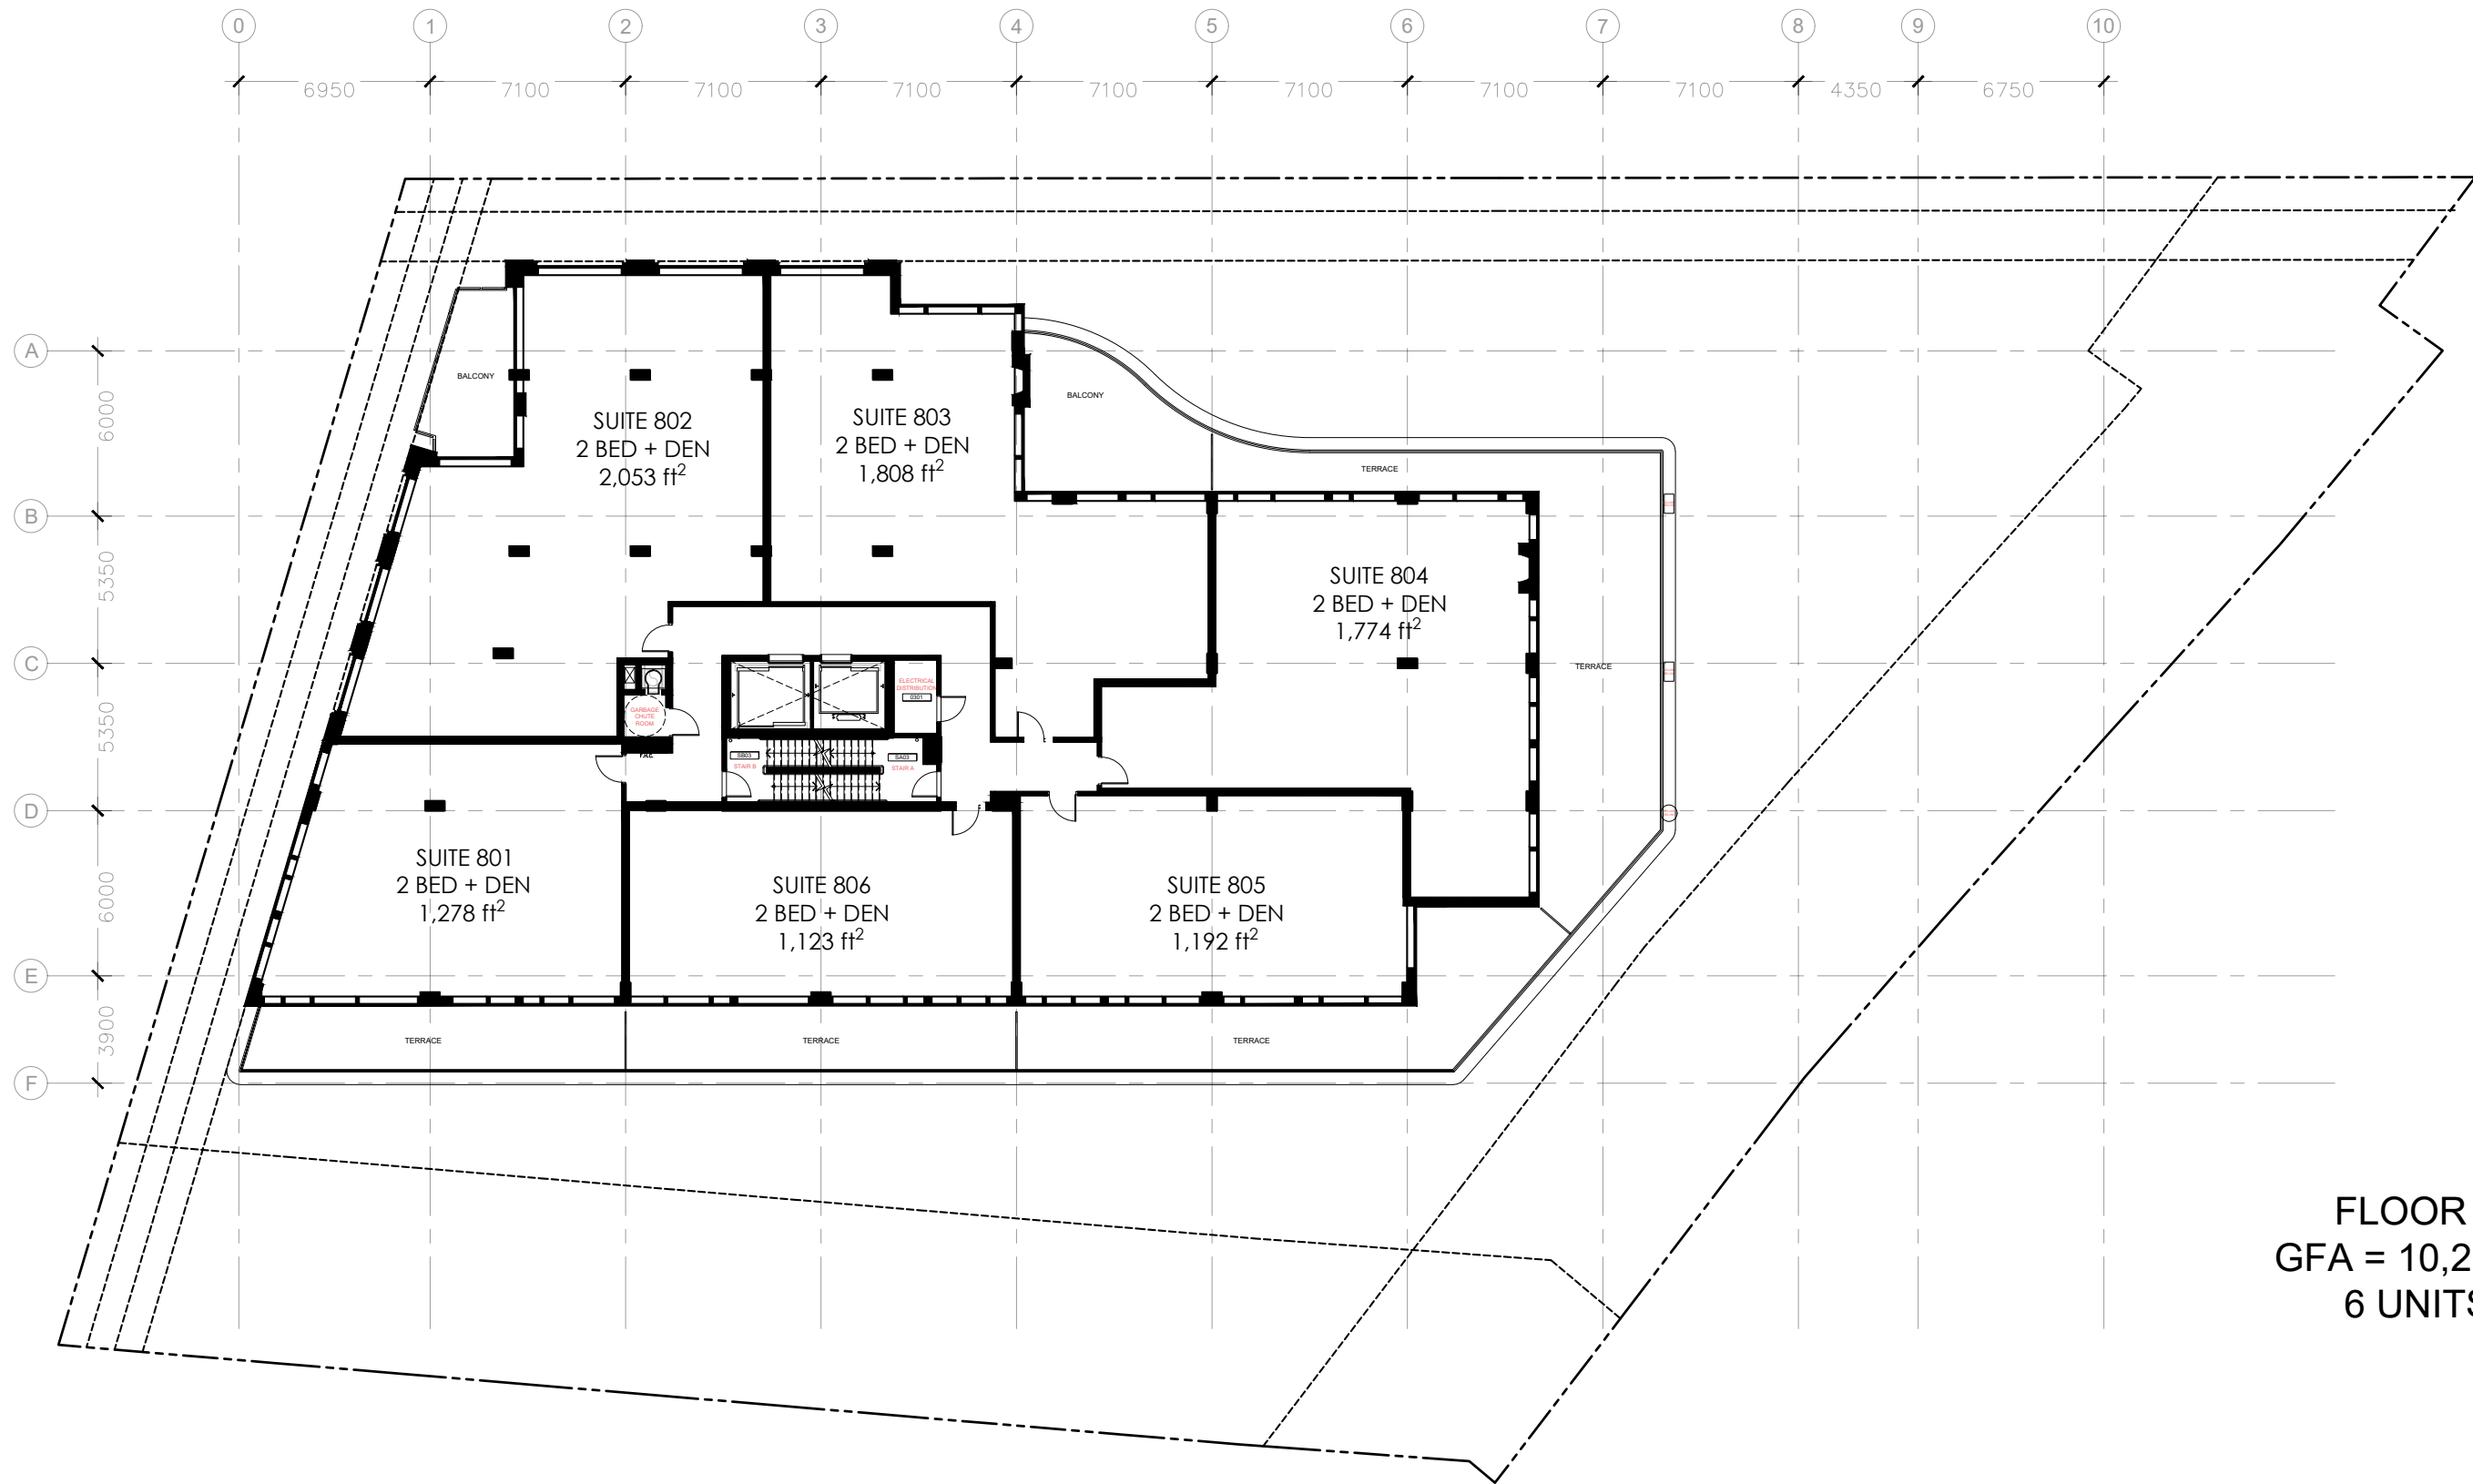 0 1 2 3 4 5 6 7 8 9 10
6950 7100 7100 7100 7100 7100 7100 7100 4350 6750
A
B
C
D
E
F
6000
5350
5350
6000
3900
BALCONY
BALCONY
SUITE 802
2 BED + DEN
2,053 ft²
SUITE 803
2 BED + DEN
1,808 ft²
TERRACE
SUITE 804
2 BED + DEN
1,774 ft²
TERRACE
ELECTRICAL
DISTRIBUTION
0301
GARBAGE
CHUTE
ROOM
SB03
STAIR B
SA03
STAIR A
SUITE 801
2 BED + DEN
1,278 ft²
SUITE 806
2 BED + DEN
1,123 ft²
SUITE 805
2 BED + DEN
1,192 ft²
TERRACE
TERRACE
TERRACE
FLOOR
GFA = 10,2
6 UNITS